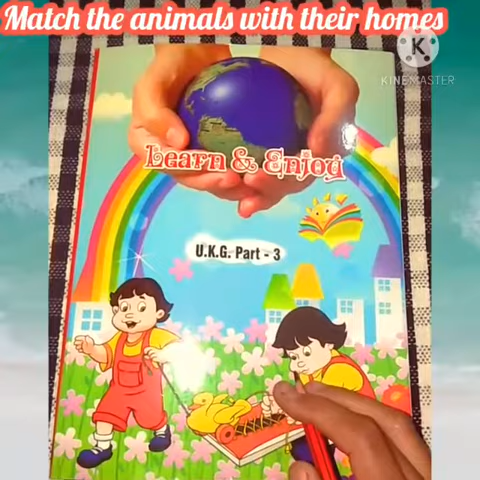 Match the animals with their homes
K
KINEMASTER
Learn & Enjoy
U.K.G. Part - 3